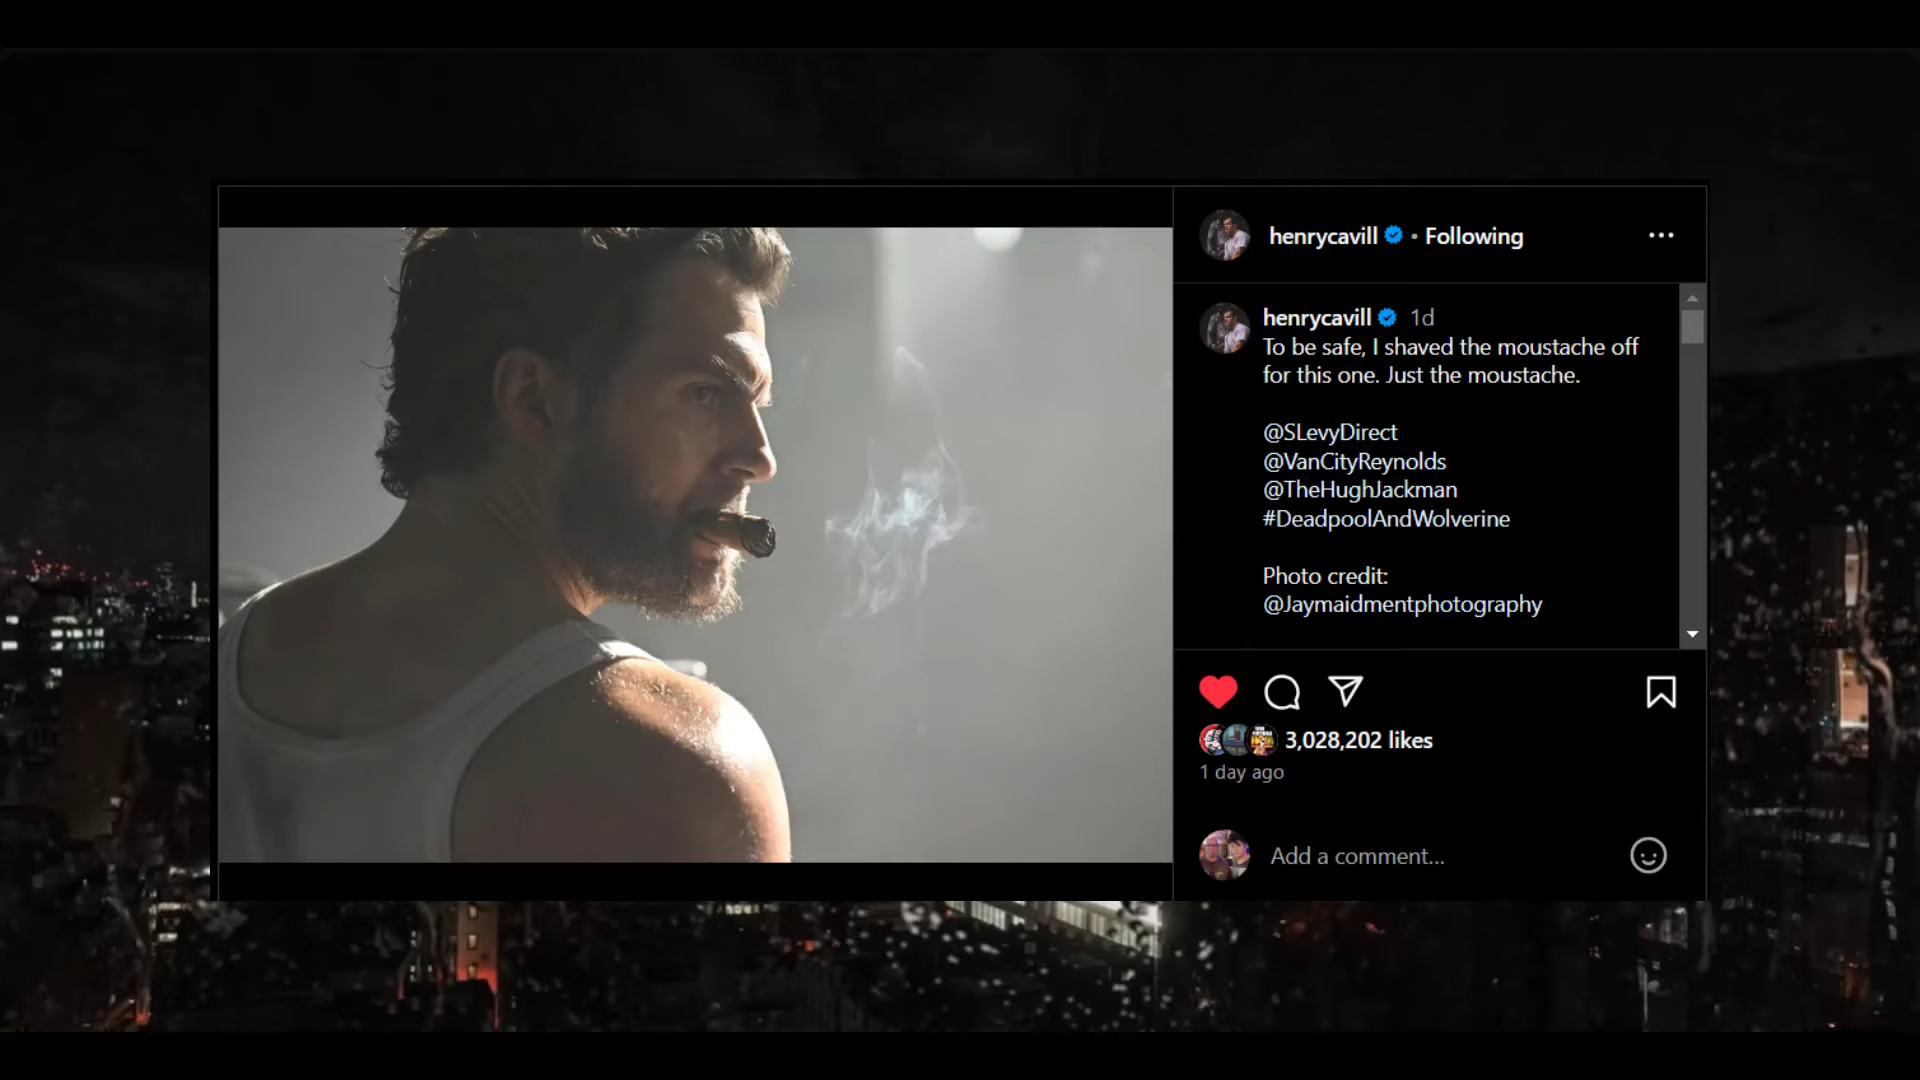 henrycavill • Following
henrycavill 1d
To be safe, I shaved the moustache off
for this one. Just the moustache.
@SLevyDirect
@VanCityReynolds
@TheHughJackman
#DeadpoolAndWolverine
Photo credit:
@Jaymaidmentphotography
3,028,202 likes
1 day ago
Add a comment...